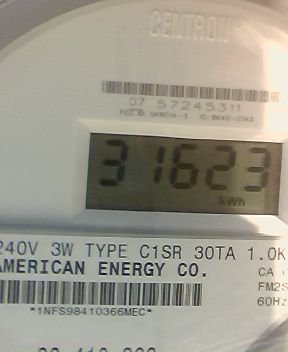 CENTRON®
07 57245311
31623
kWh
240V 3W TYPE C1SR 30TA 1.0K
AMERICAN ENERGY CO.
CA
FM2S
60Hz
*1NFS98410366MEC*